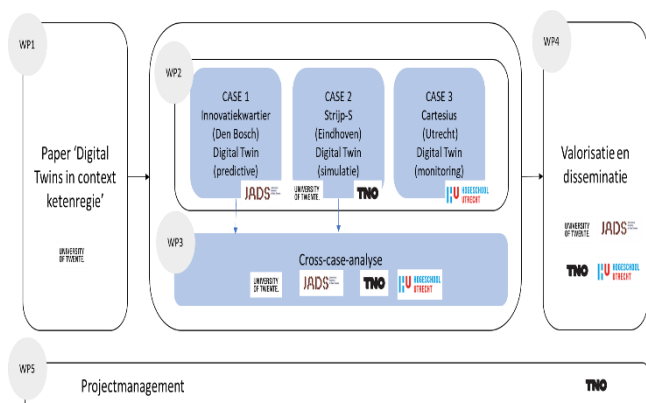 WP1
Paper 'Digital
Twins in context
ketenregie'
UNIVERSITY
OF TWENTE.
WP2
CASE 1
Innovatiekwartier
(Den Bosch)
Digital Twin
(predictive)
JADS
CASE 2
Strijp-S
(Eindhoven)
Digital Twin
(simulatie)
UNIVERSITY
OF TWENTE.
TNO
CASE 3
Cartesius
(Utrecht)
Digital Twin
(monitoring)
HU HOGESCHOOL
UTRECHT
WP3
Cross-case-analyse
UNIVERSITY
OF TWENTE.
JADS
TNO
HU HOGESCHOOL
UTRECHT
WP4
Valorisatie en
disseminatie
UNIVERSITY
OF TWENTE.
JADS
TNO
HU HOGESCHOOL
UTRECHT
WP5
Projectmanagement
TNO